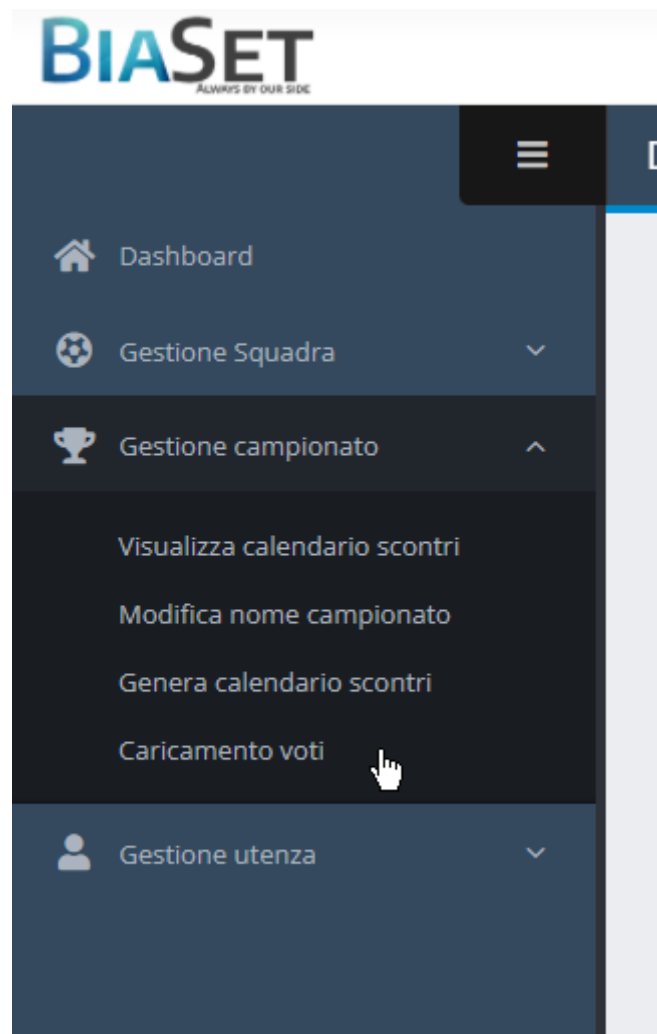 BIASET
ALWAYS BY OUR SIDE
Dashboard
Gestione Squadra
Gestione campionato
Visualizza calendario scontri
Modifica nome campionato
Genera calendario scontri
Caricamento voti
Gestione utenza